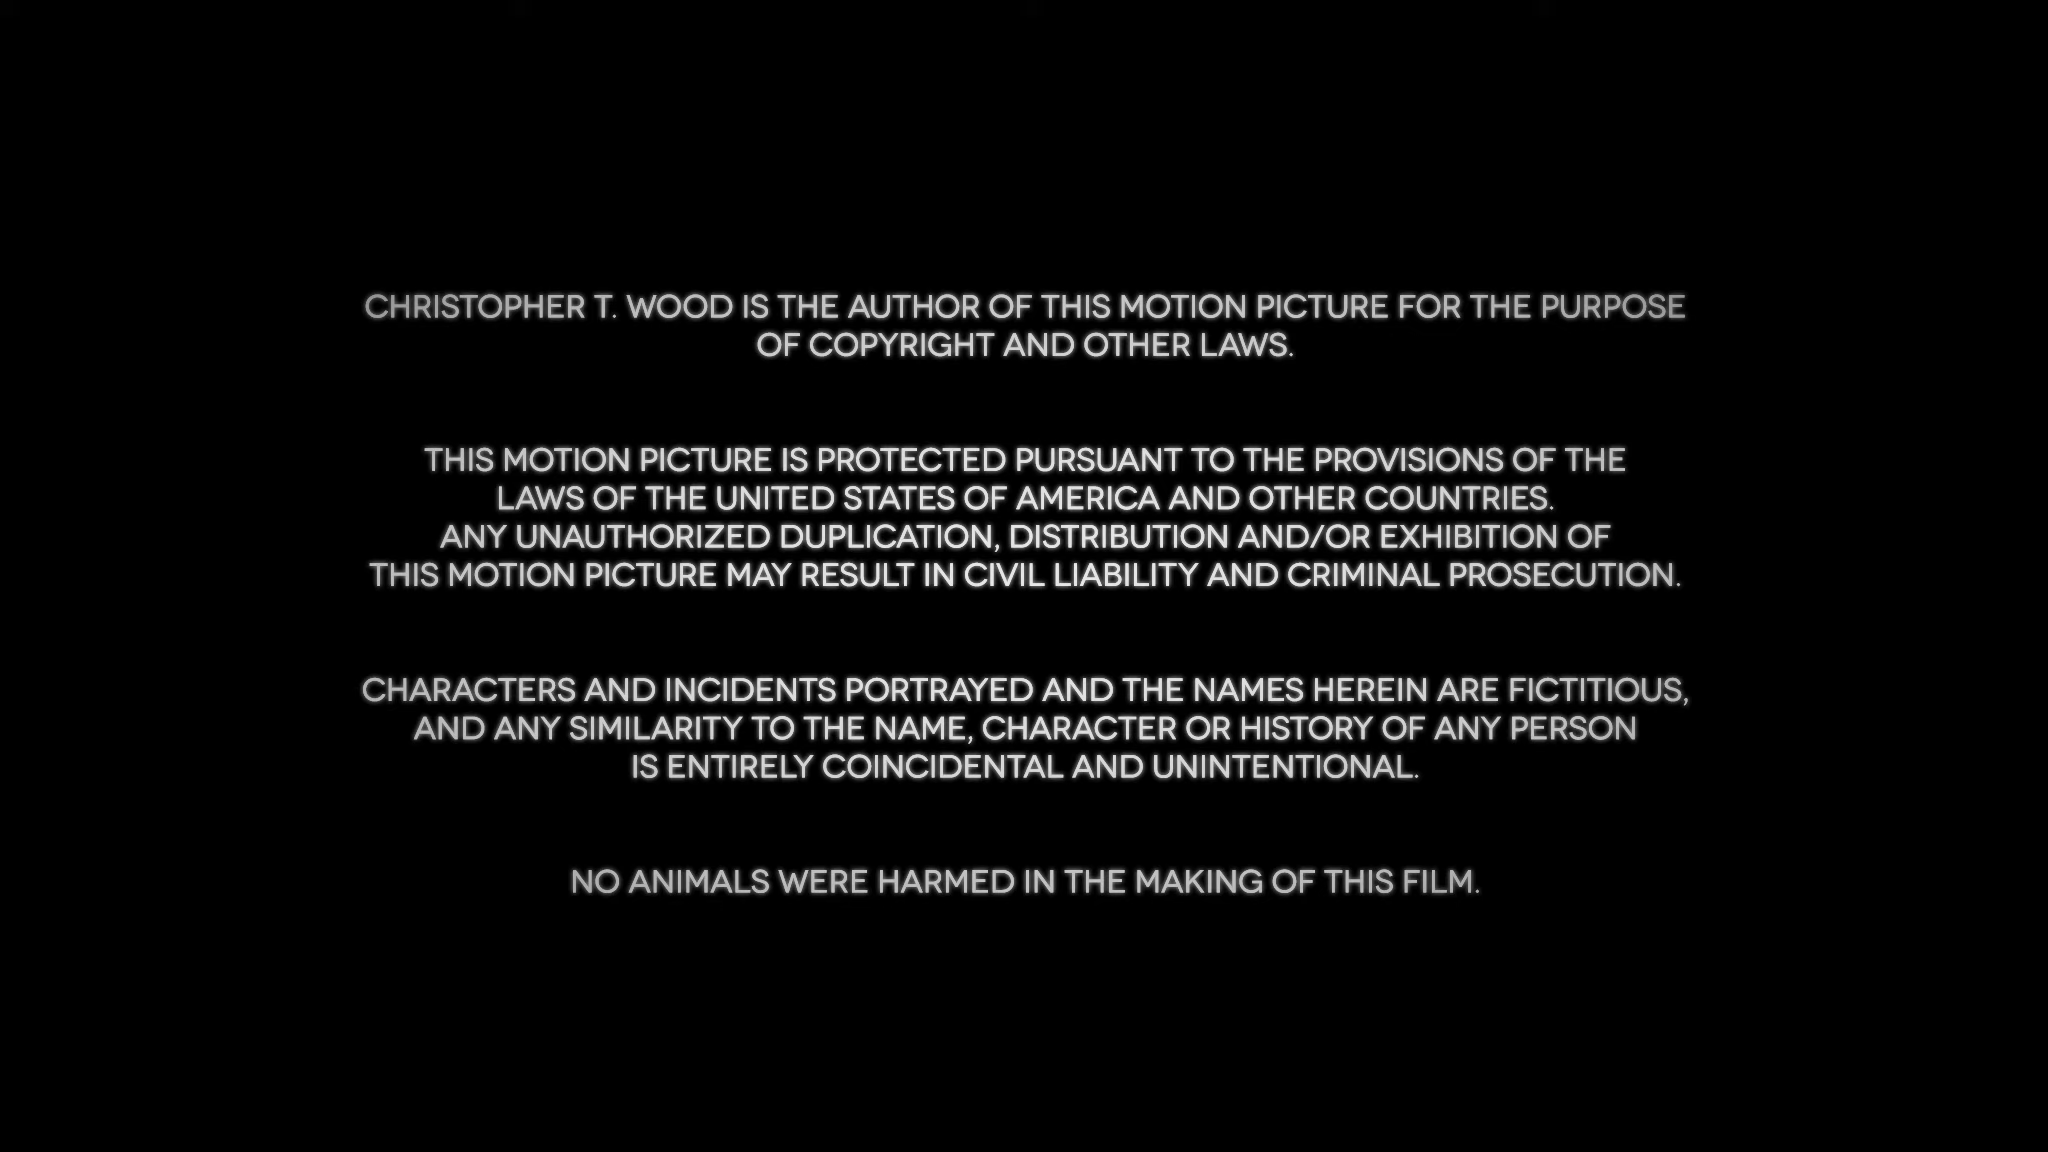 CHRISTOPHER T. WOOD IS THE AUTHOR OF THIS MOTION PICTURE FOR THE PURPOSE
OF COPYRIGHT AND OTHER LAWS.
THIS MOTION PICTURE IS PROTECTED PURSUANT TO THE PROVISIONS OF THE
LAWS OF THE UNITED STATES OF AMERICA AND OTHER COUNTRIES.
ANY UNAUTHORIZED DUPLICATION, DISTRIBUTION AND/OR EXHIBITION OF
THIS MOTION PICTURE MAY RESULT IN CIVIL LIABILITY AND CRIMINAL PROSECUTION.
CHARACTERS AND INCIDENTS PORTRAYED AND THE NAMES HEREIN ARE FICTITIOUS,
AND ANY SIMILARITY TO THE NAME, CHARACTER OR HISTORY OF ANY PERSON
IS ENTIRELY COINCIDENTAL AND UNINTENTIONAL.
NO ANIMALS WERE HARMED IN THE MAKING OF THIS FILM.